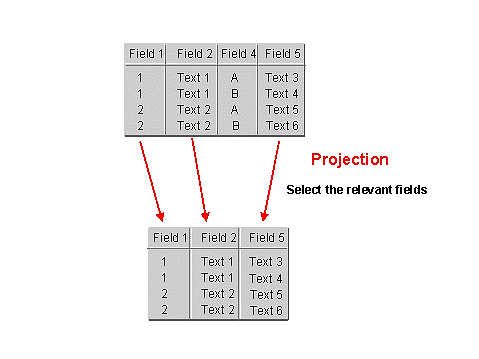 Field 1 Field 2 Field 4 Field 5
1 Text 1 A Text 3
1 Text 1 B Text 4
2 Text 2 A Text 5
2 Text 2 B Text 6
Projection
Select the relevant fields
Field 1 Field 2 Field 5
1 Text 1 Text 3
1 Text 1 Text 4
2 Text 2 Text 5
2 Text 2 Text 6